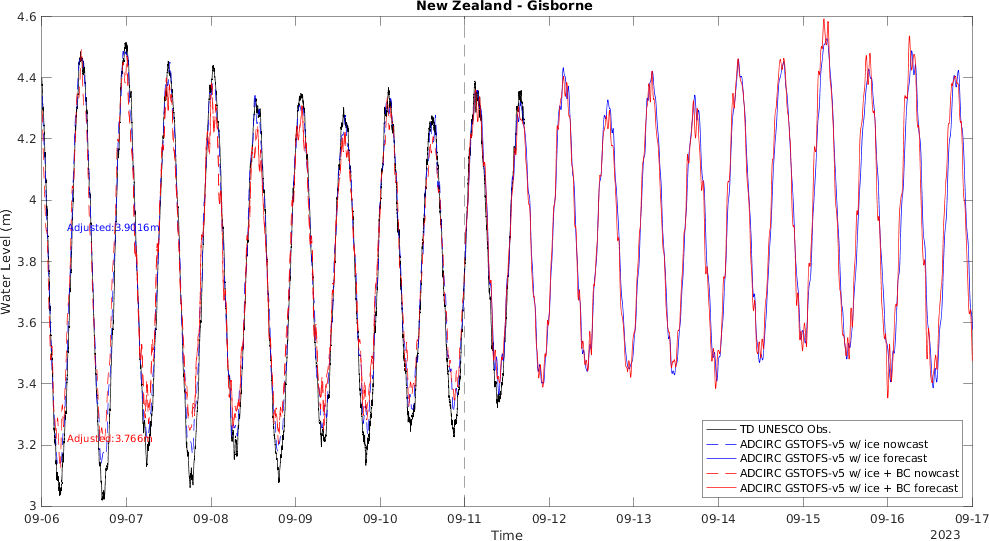 New Zealand - Gisborne
4.6
4.4
4.2
4
3.8
3.6
3.4
3.2
3
Water Level (m)
Adjusted:3.9016m
Adjusted:3.766m
TD UNESCO Obs.
ADCIRC GSTOFS-v5 w/ ice nowcast
ADCIRC GSTOFS-v5 w/ ice forecast
ADCIRC GSTOFS-v5 w/ ice + BC nowcast
ADCIRC GSTOFS-v5 w/ ice + BC forecast
09-06 09-07 09-08 09-09 09-10 09-11 09-12 09-13 09-14 09-15 09-16 09-17
Time
2023